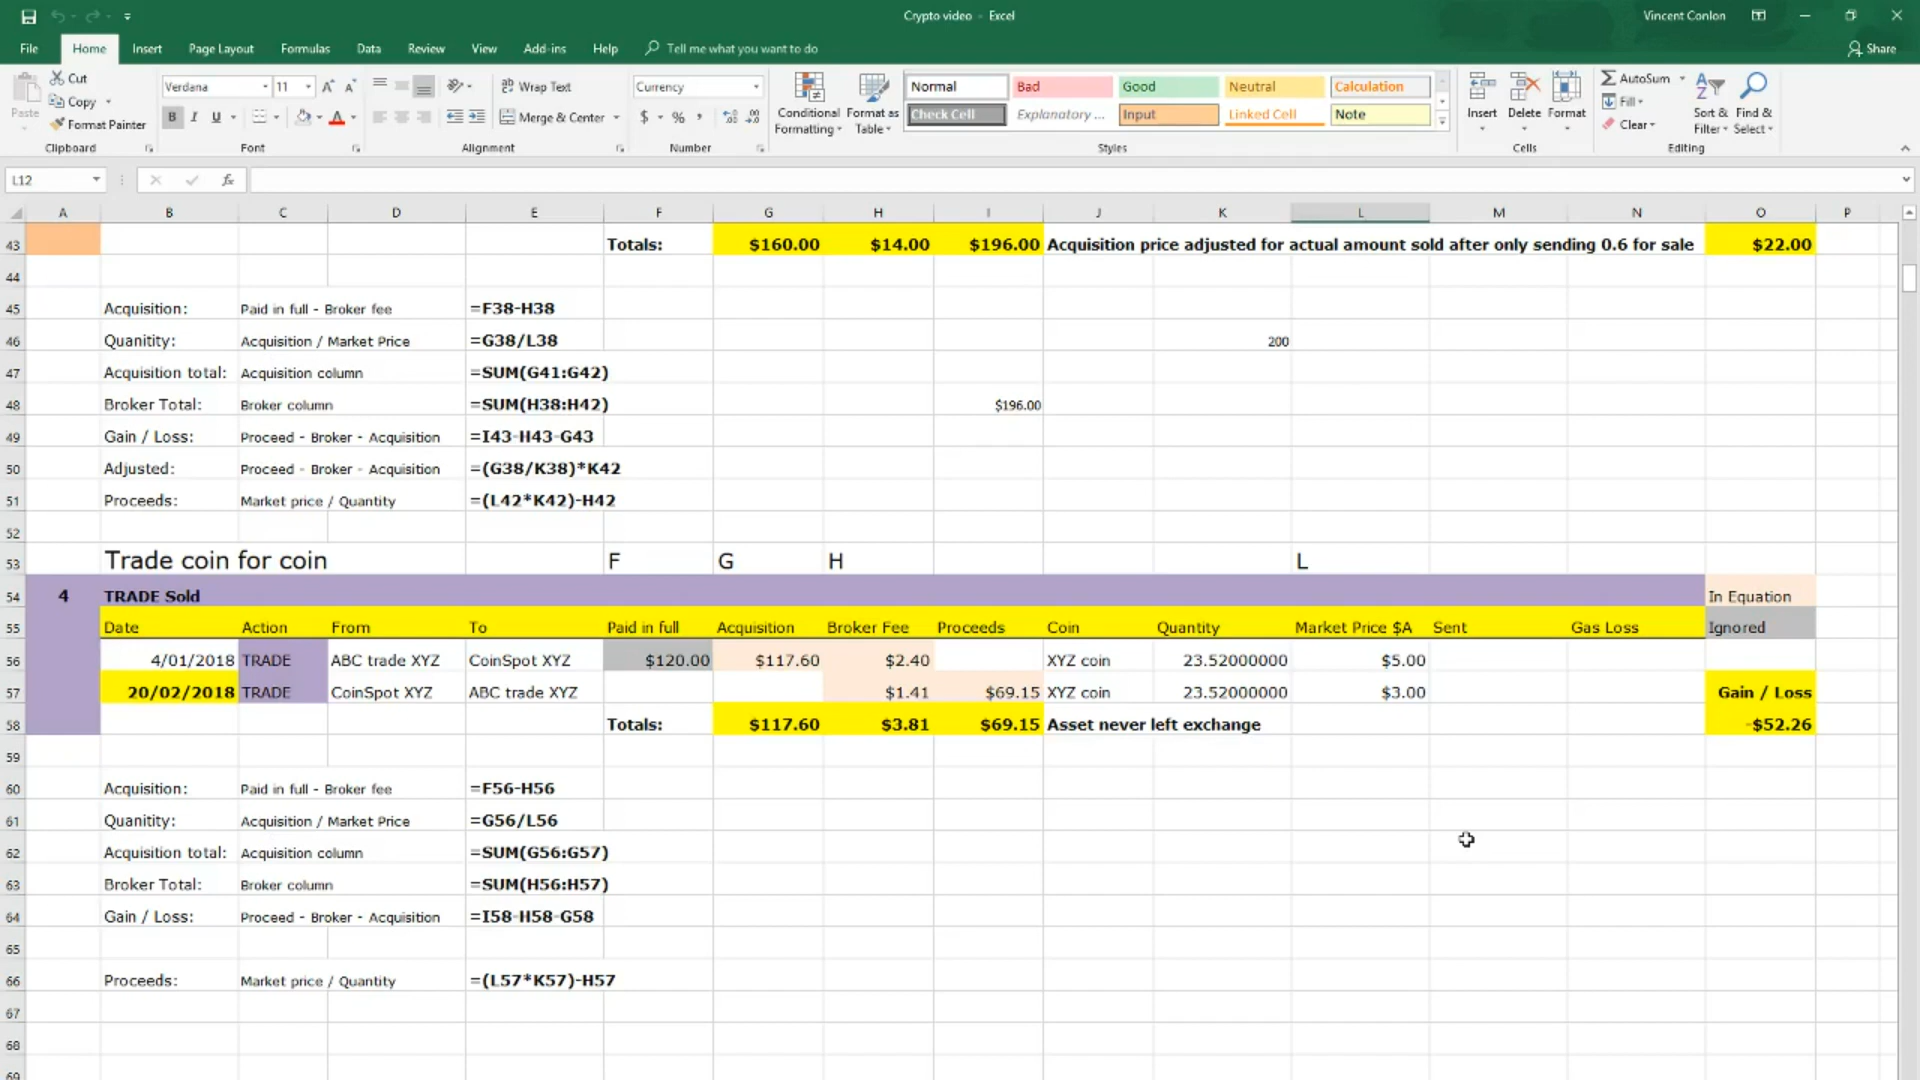 Crypto video - Excel
Vincent Conlon
File Home Insert Page Layout Formulas Data Review View Add-ins Help Tell me what you want to do Share
Paste Cut Copy Format Painter Clipboard
Verdana 11 B I U Font
Wrap Text Merge & Center Alignment
Currency $ % , Number
Conditional Formatting Format as Table
Normal Bad Good Neutral Calculation
Check Cell Explanatory ... Input Linked Cell Note
Styles
Insert Delete Format Cells
AutoSum Fill Clear Sort & Filter Find & Select Editing
L12 fx
A B C D E F G H I J K L M N O P
43 Totals: $160.00 $14.00 $196.00 Acquisition price adjusted for actual amount sold after only sending 0.6 for sale $22.00
44
45 Acquisition: Paid in full - Broker fee =F38-H38
46 Quanitity: Acquisition / Market Price =G38/L38 200
47 Acquisition total: Acquisition column =SUM(G41:G42)
48 Broker Total: Broker column =SUM(H38:H42) $196.00
49 Gain / Loss: Proceed - Broker - Acquisition =I43-H43-G43
50 Adjusted: Proceed - Broker - Acquisition =(G38/K38)*K42
51 Proceeds: Market price / Quantity =(L42*K42)-H42
52
53 Trade coin for coin F G H L
54 4 TRADE Sold In Equation
55 Date Action From To Paid in full Acquisition Broker Fee Proceeds Coin Quantity Market Price $A Sent Gas Loss Ignored
56 4/01/2018 TRADE ABC trade XYZ CoinSpot XYZ $120.00 $117.60 $2.40 XYZ coin 23.52000000 $5.00
57 20/02/2018 TRADE CoinSpot XYZ ABC trade XYZ $1.41 $69.15 XYZ coin 23.52000000 $3.00 Gain / Loss
58 Totals: $117.60 $3.81 $69.15 Asset never left exchange -$52.26
59
60 Acquisition: Paid in full - Broker fee =F56-H56
61 Quanitity: Acquisition / Market Price =G56/L56
62 Acquisition total: Acquisition column =SUM(G56:G57)
63 Broker Total: Broker column =SUM(H56:H57)
64 Gain / Loss: Proceed - Broker - Acquisition =I58-H58-G58
65
66 Proceeds: Market price / Quantity =(L57*K57)-H57
67
68
69